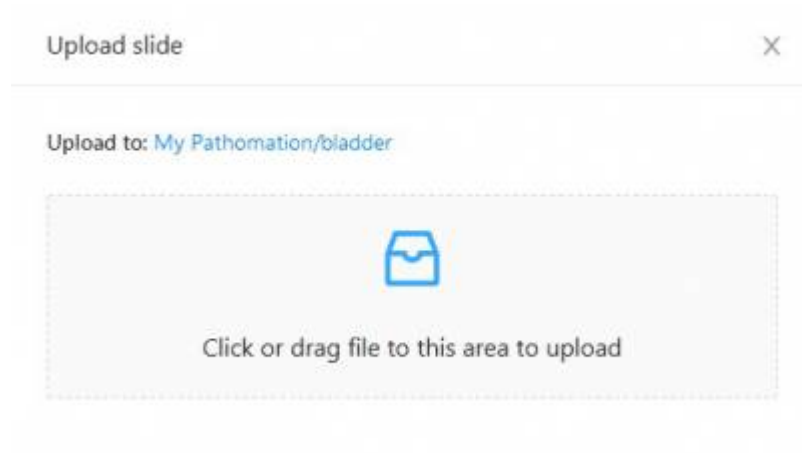 Upload slide
Upload to: My Pathomation/bladder
Click or drag file to this area to upload